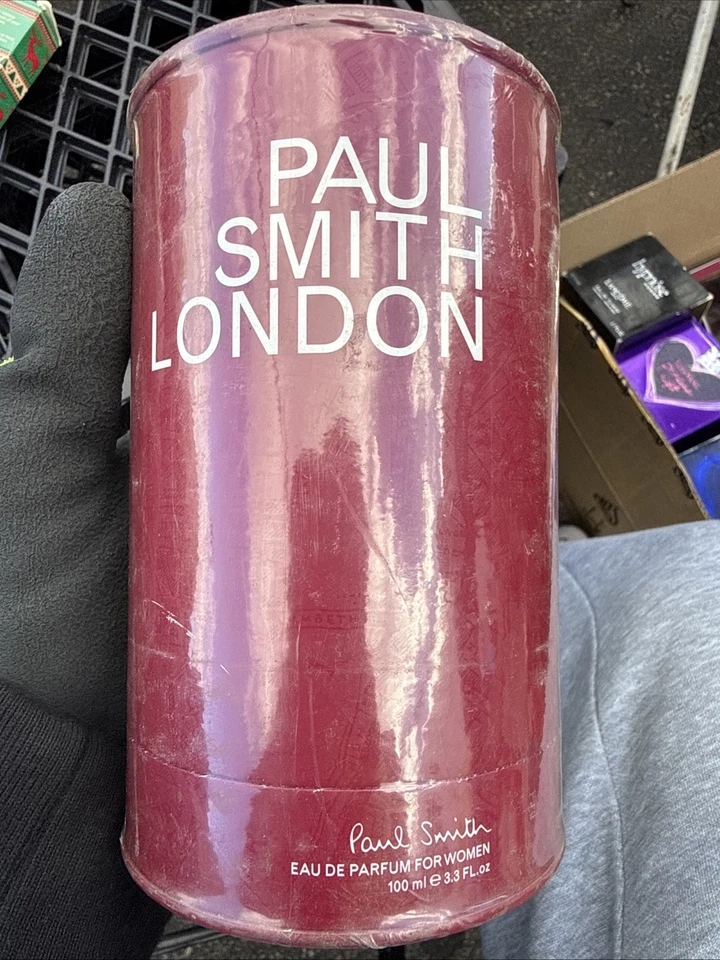 PAUL
SMITH
LONDON
Paul Smith
EAU DE PARFUM FOR WOMEN
100 ml ℮ 3.3 FL.oz